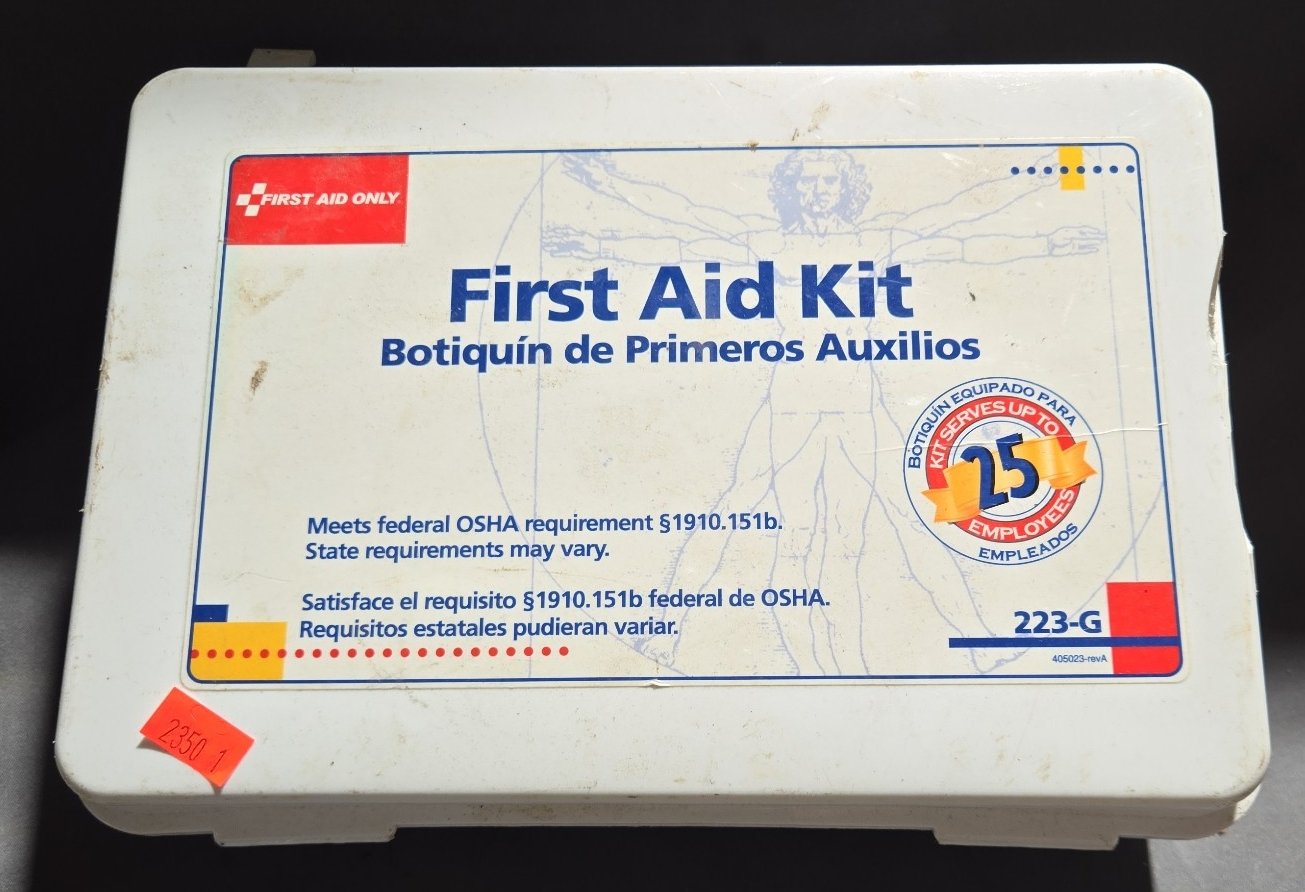 FIRST AID ONLY
First Aid Kit
Botiquín de Primeros Auxilios
BOTIQUÍN EQUIPADO PARA
KIT SERVES UP TO
25
EMPLOYEES
EMPLEADOS
Meets federal OSHA requirement §1910.151b.
State requirements may vary.
Satisface el requisito §1910.151b federal de OSHA.
Requisitos estatales pudieran variar.
223-G
405023-revA
2350 1